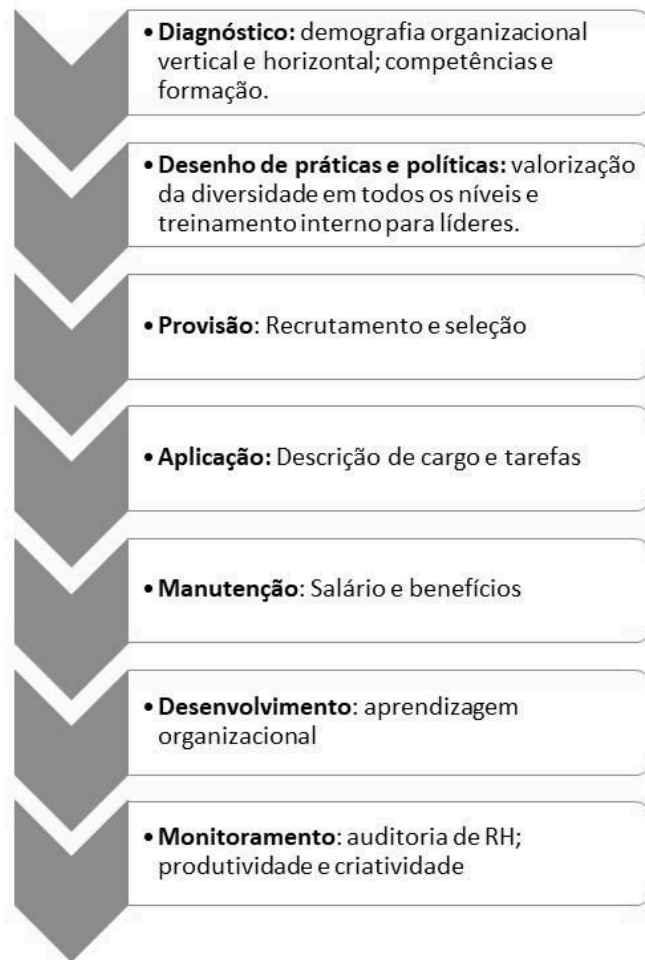 • Diagnóstico: demografia organizacional
vertical e horizontal; competências e
formação.
• Desenho de práticas e políticas: valorização
da diversidade em todos os níveis e
treinamento interno para líderes.
• Provisão: Recrutamento e seleção
• Aplicação: Descrição de cargo e tarefas
• Manutenção: Salário e benefícios
• Desenvolvimento: aprendizagem
organizacional
• Monitoramento: auditoria de RH;
produtividade e criatividade